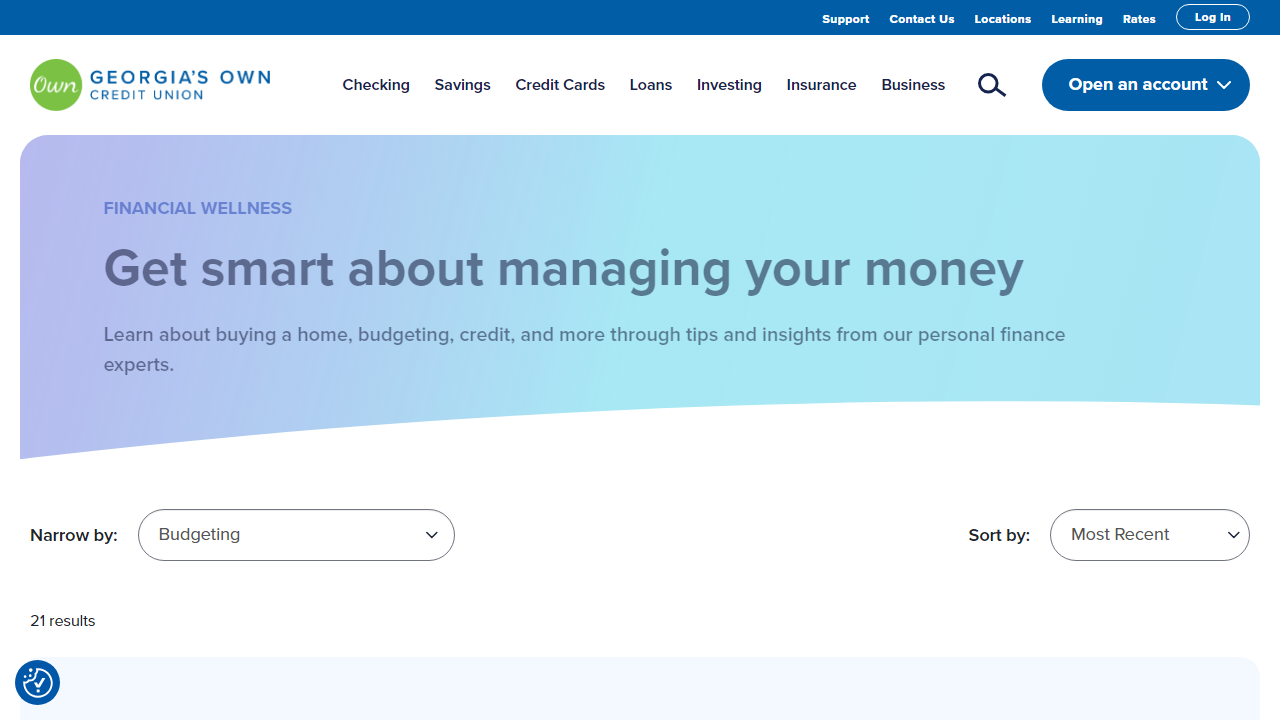 Support Contact Us Locations Learning Rates Log In
Own GEORGIA'S OWN
CREDIT UNION
Checking Savings Credit Cards Loans Investing Insurance Business Open an account
FINANCIAL WELLNESS
Get smart about managing your money
Learn about buying a home, budgeting, credit, and more through tips and insights from our personal finance
experts.
Narrow by: Budgeting Sort by: Most Recent
21 results